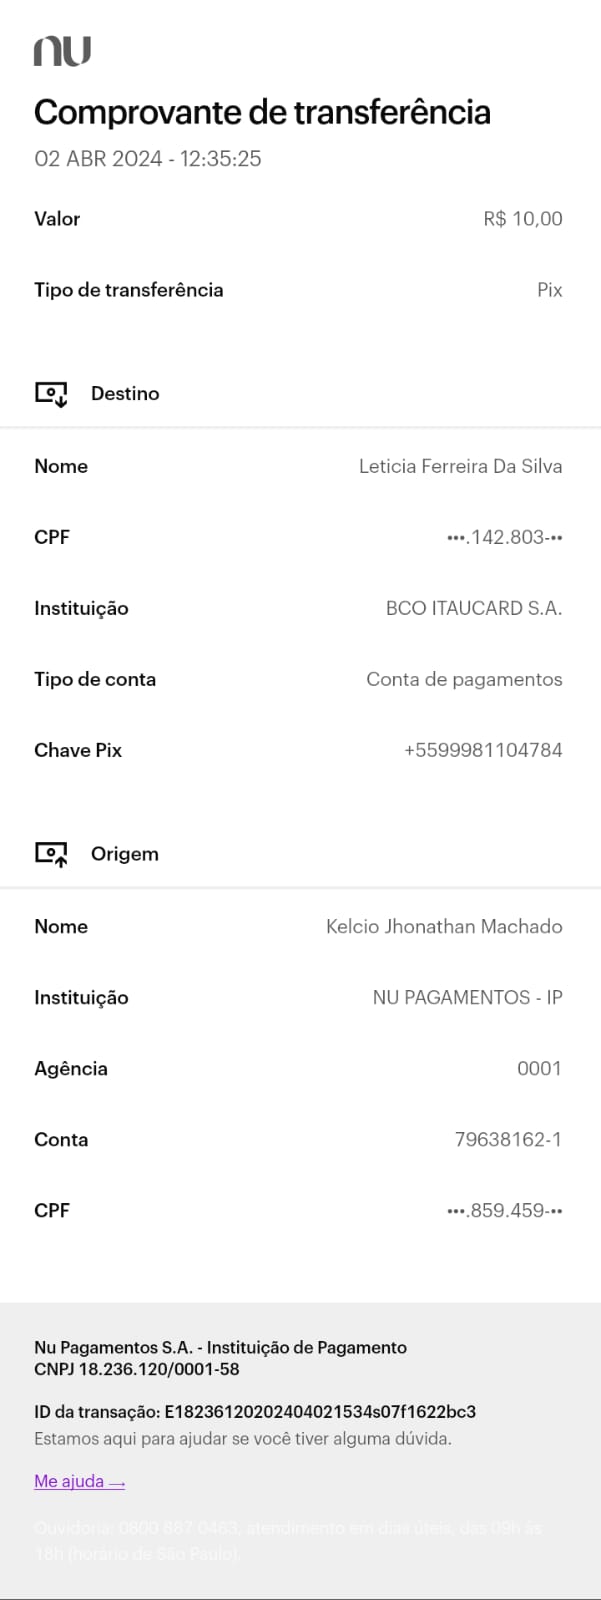 nu
Comprovante de transferência
02 ABR 2024 - 12:35:25
Valor R$ 10,00
Tipo de transferência Pix
Destino
Nome Leticia Ferreira Da Silva
CPF •••.142.803-••
Instituição BCO ITAUCARD S.A.
Tipo de conta Conta de pagamentos
Chave Pix +5599981104784
Origem
Nome Kelcio Jhonathan Machado
Instituição NU PAGAMENTOS - IP
Agência 0001
Conta 79638162-1
CPF •••.859.459-••
Nu Pagamentos S.A. - Instituição de Pagamento
CNPJ 18.236.120/0001-58
ID da transação: E18236120202404021534s07f1622bc3
Estamos aqui para ajudar se você tiver alguma dúvida.
Me ajuda →
Ouvidoria: 0800 887 0463, atendimento em dias úteis, das 09h às
18h (horário de São Paulo).